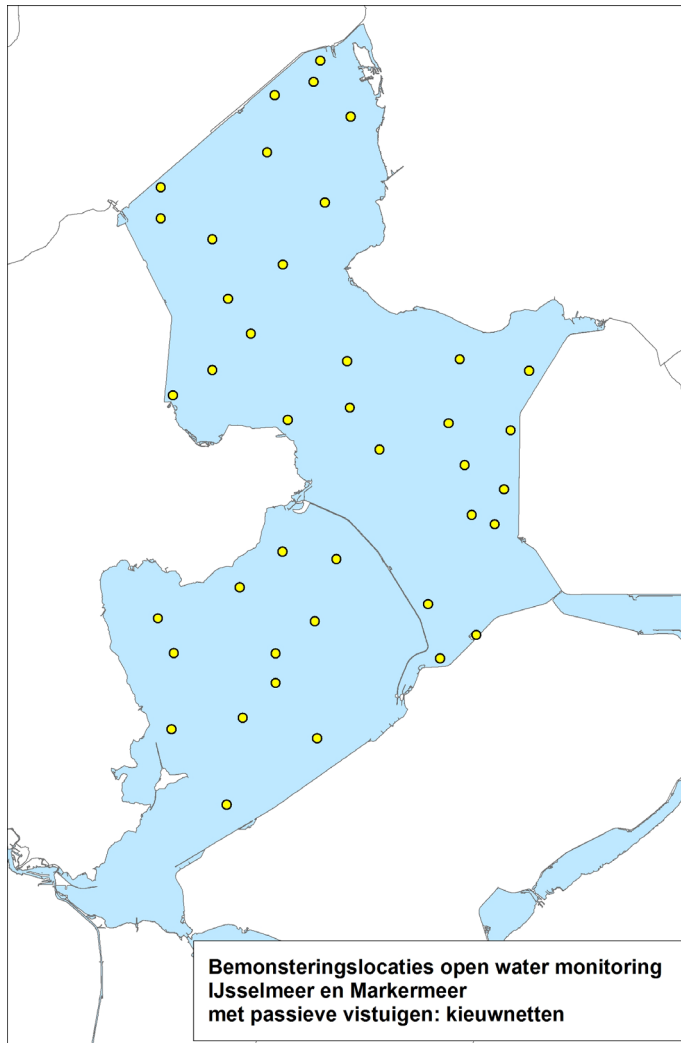 Bemonsteringslocaties open water monitoring
IJsselmeer en Markermeer
met passieve vistuigen: kieuwnetten